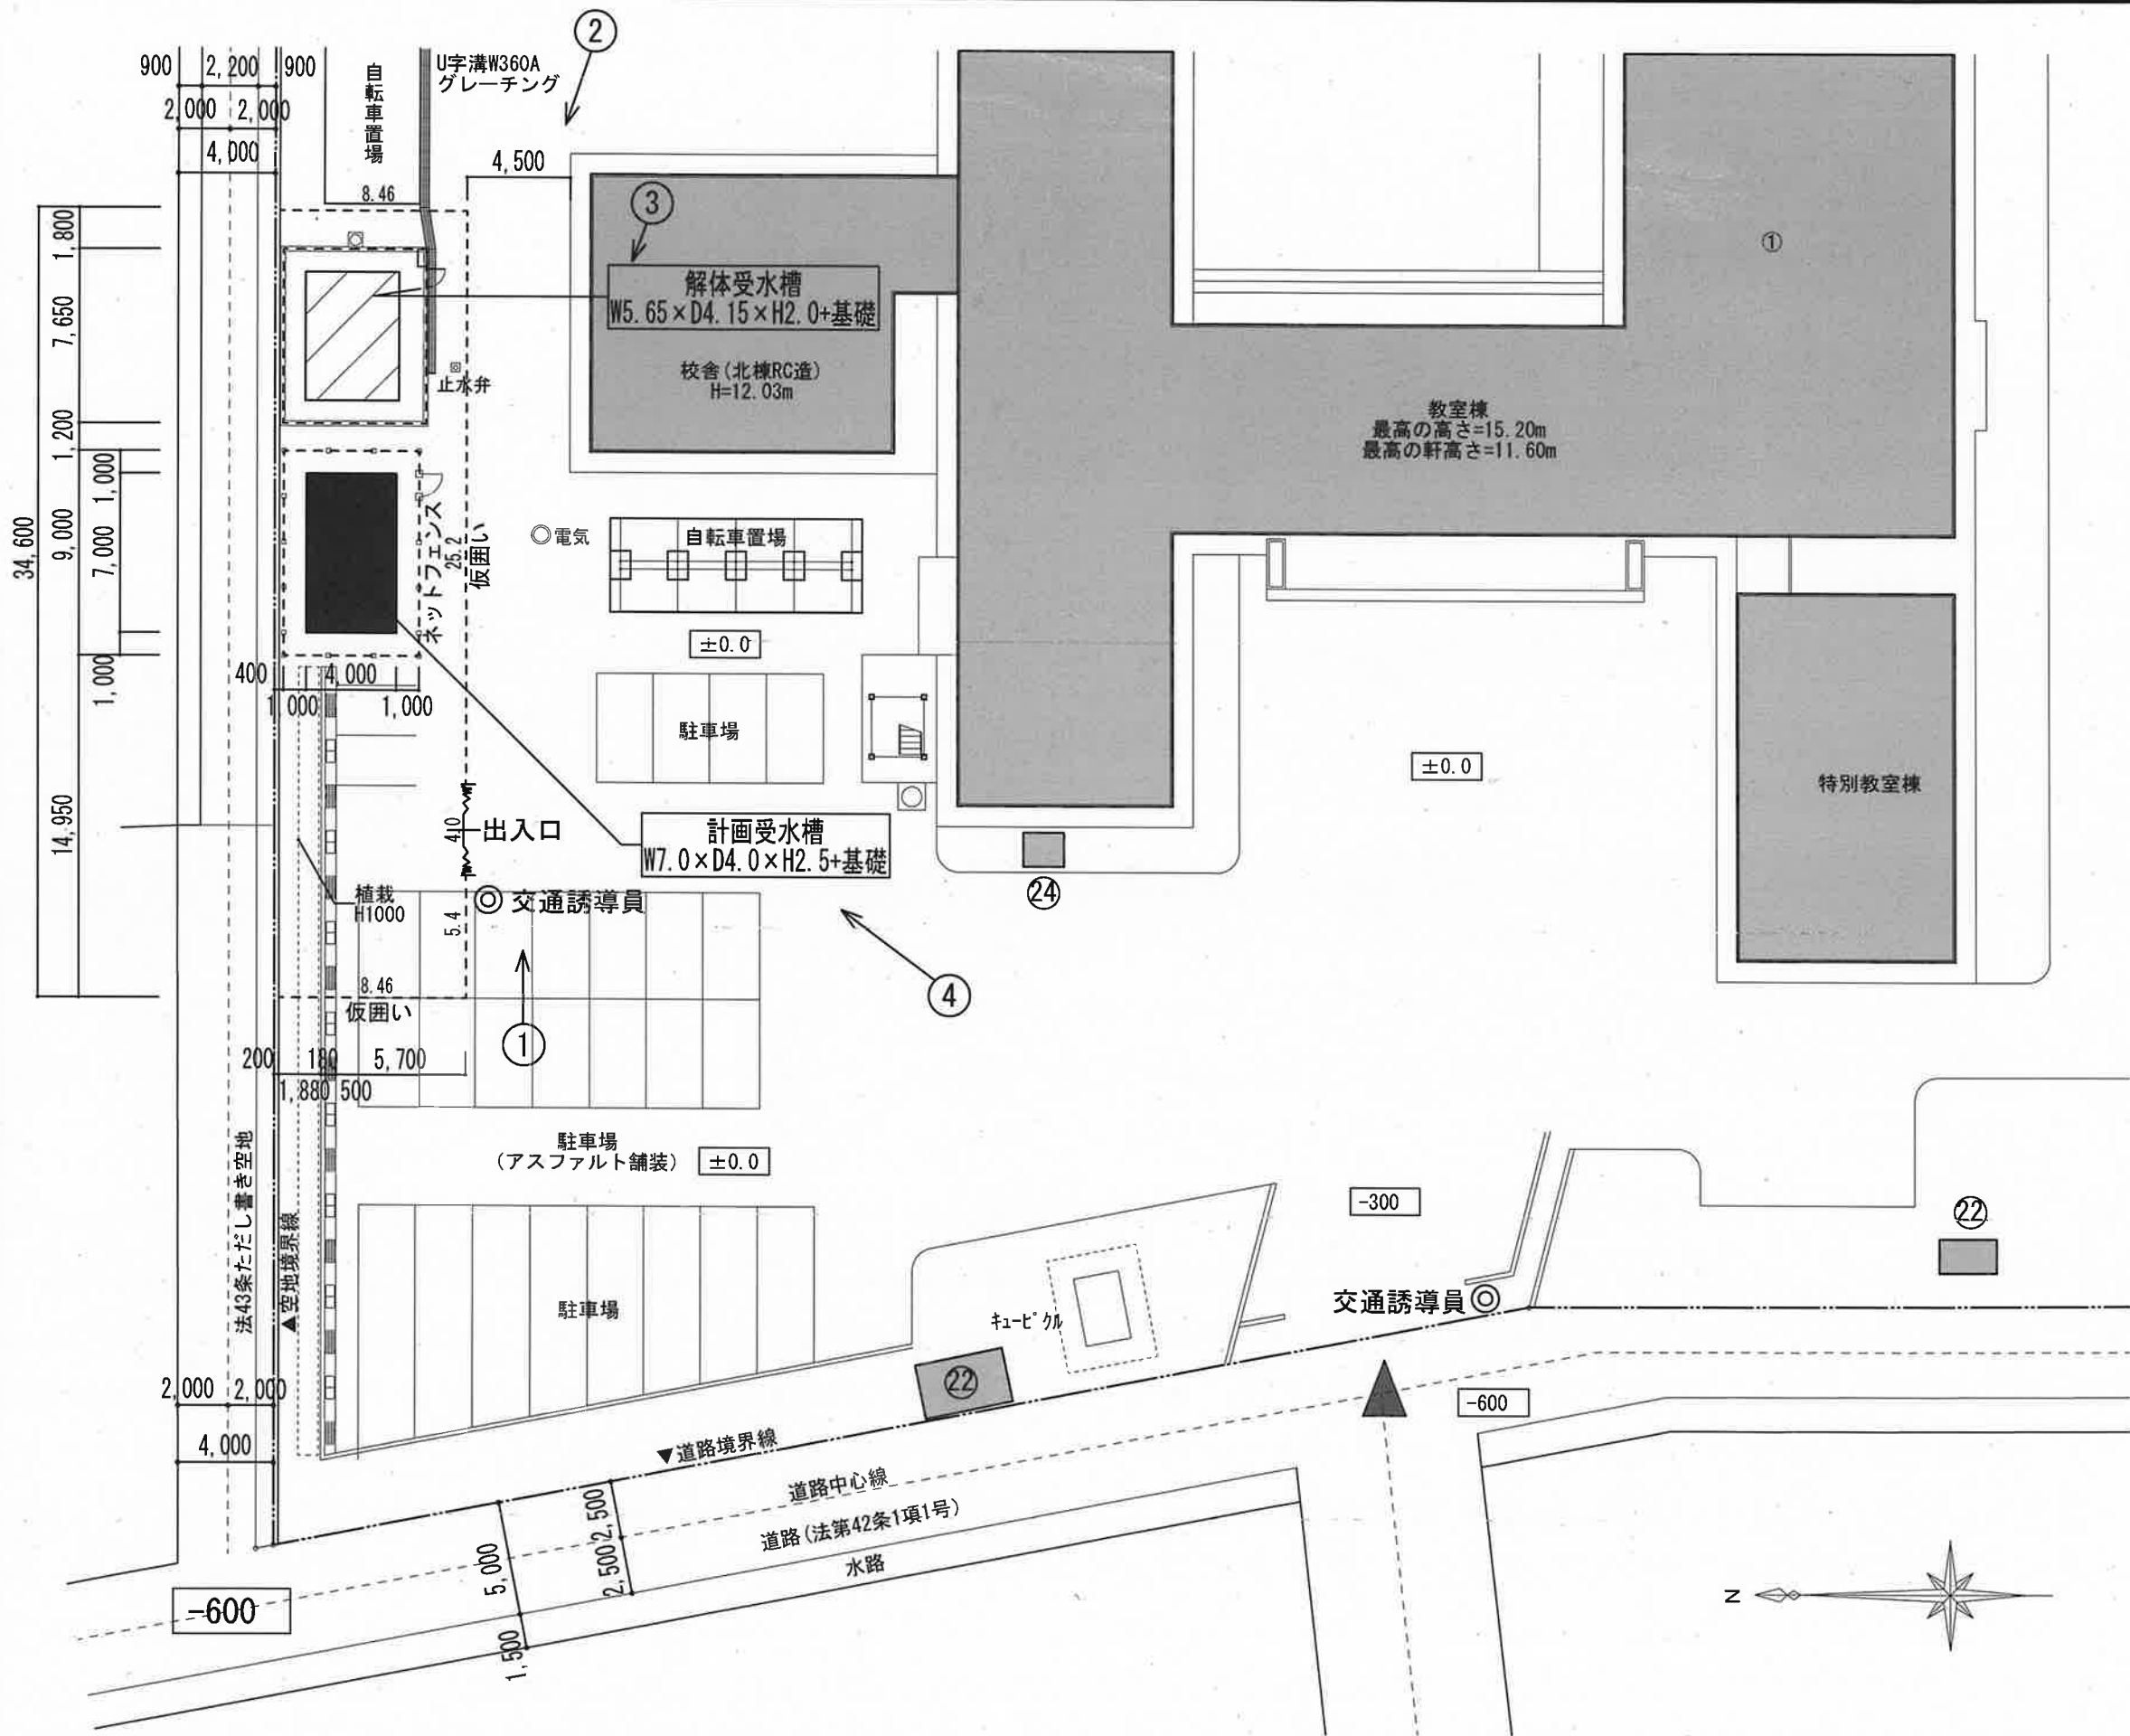 ②
900
2,200
900
2,000
2,000
4,000
自転車置場
8.46
U字溝W360A
グレーチング
4,500
③
解体受水槽
W5.65×D4.15×H2.0+基礎
校舎(北棟RC造)
H=12.03m
①
教室棟
最高の高さ=15.20m
最高の軒高さ=11.60m
34,600
1,800
7,650
1,200
9,000
14,950
1,000
7,000
1,000
止水弁
ネットフェンス
25.2
仮囲い
電気
自転車置場
±0.0
駐車場
400
4,000
1,000
1,000
410
出入口
計画受水槽
W7.0×D4.0×H2.5+基礎
±0.0
特別教室棟
㉔
植栽
H1000
5.4
交通誘導員
④
8.46
仮囲い
①
200
180
5,700
1,880
500
法43条ただし書き空地
▲空地境界線
駐車場
(アスファルト舗装)
±0.0
駐車場
-300
㉒
交通誘導員
キュービクル
㉒
-600
2,000
2,000
4,000
▼道路境界線
道路中心線
道路(法第42条1項1号)
水路
5,000
2,500
2,500
1,500
-600
N